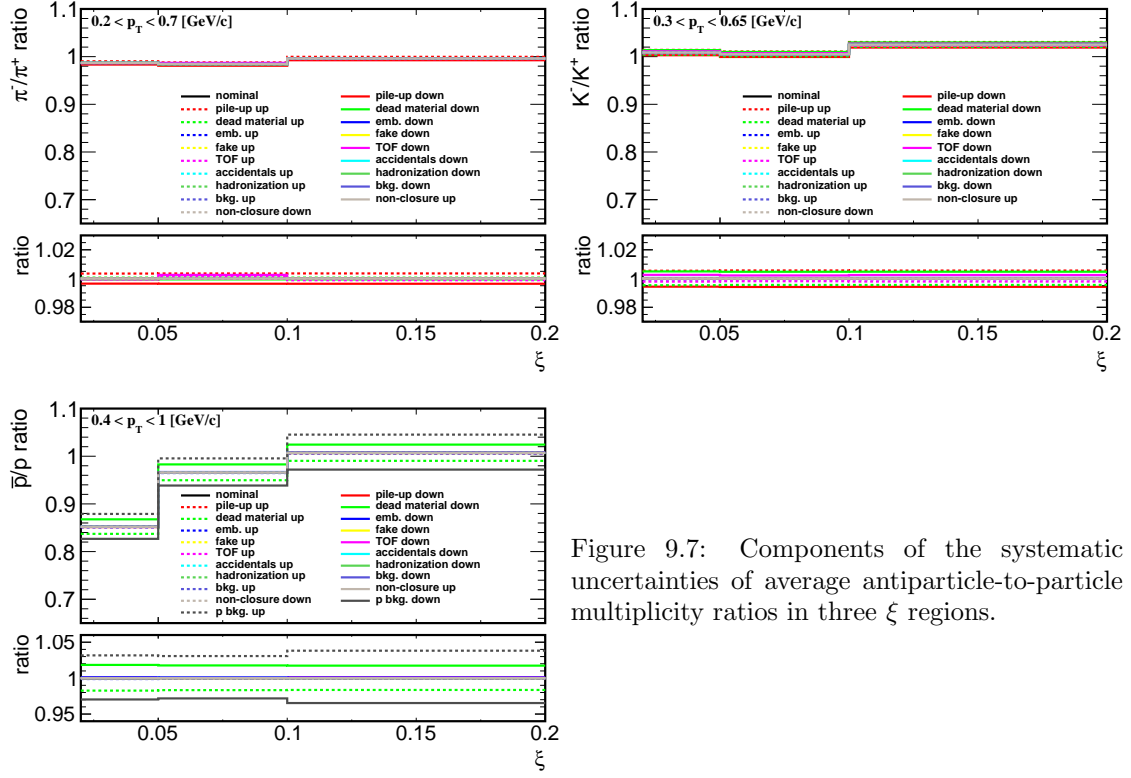 0.2 < p_T < 0.7 [GeV/c]
π⁻/π⁺ ratio
1.1
1
0.9
0.8
0.7
nominal
pile-up up
dead material up
emb. up
fake up
TOF up
accidentals up
hadronization up
bkg. up
non-closure down
pile-up down
dead material down
emb. down
fake down
TOF down
accidentals down
hadronization down
bkg. down
non-closure up
ratio
1.02
1
0.98
0.05 0.1 0.15 0.2
ξ
0.3 < p_T < 0.65 [GeV/c]
K⁻/K⁺ ratio
1.1
1
0.9
0.8
0.7
nominal
pile-up up
dead material up
emb. up
fake up
TOF up
accidentals up
hadronization up
bkg. up
non-closure down
pile-up down
dead material down
emb. down
fake down
TOF down
accidentals down
hadronization down
bkg. down
non-closure up
ratio
1.02
1
0.98
0.05 0.1 0.15 0.2
ξ
0.4 < p_T < 1 [GeV/c]
p̅/p ratio
1.1
1
0.9
0.8
0.7
nominal
pile-up up
dead material up
emb. up
fake up
TOF up
accidentals up
hadronization up
bkg. up
non-closure down
p bkg. up
pile-up down
dead material down
emb. down
fake down
TOF down
accidentals down
hadronization down
bkg. down
non-closure up
p bkg. down
ratio
1.05
1
0.95
0.05 0.1 0.15 0.2
ξ
Figure 9.7: Components of the systematic
uncertainties of average antiparticle-to-particle
multiplicity ratios in three ξ regions.